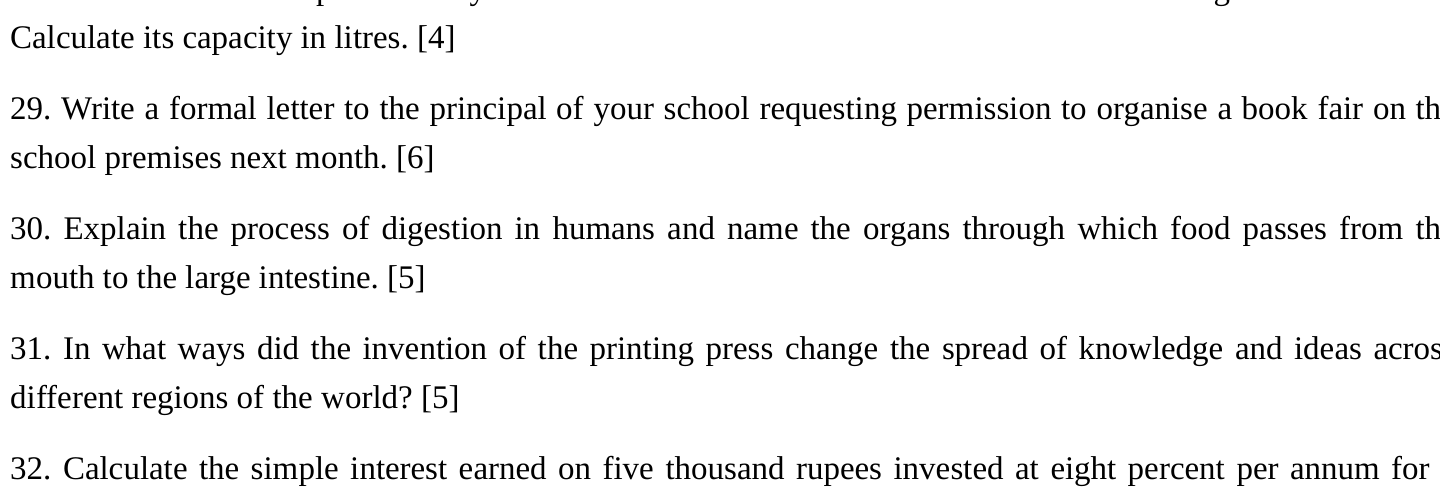 Calculate its capacity in litres. [4]
29. Write a formal letter to the principal of your school requesting permission to organise a book fair on th
school premises next month. [6]
30. Explain the process of digestion in humans and name the organs through which food passes from th
mouth to the large intestine. [5]
31. In what ways did the invention of the printing press change the spread of knowledge and ideas acros
different regions of the world? [5]
32. Calculate the simple interest earned on five thousand rupees invested at eight percent per annum for